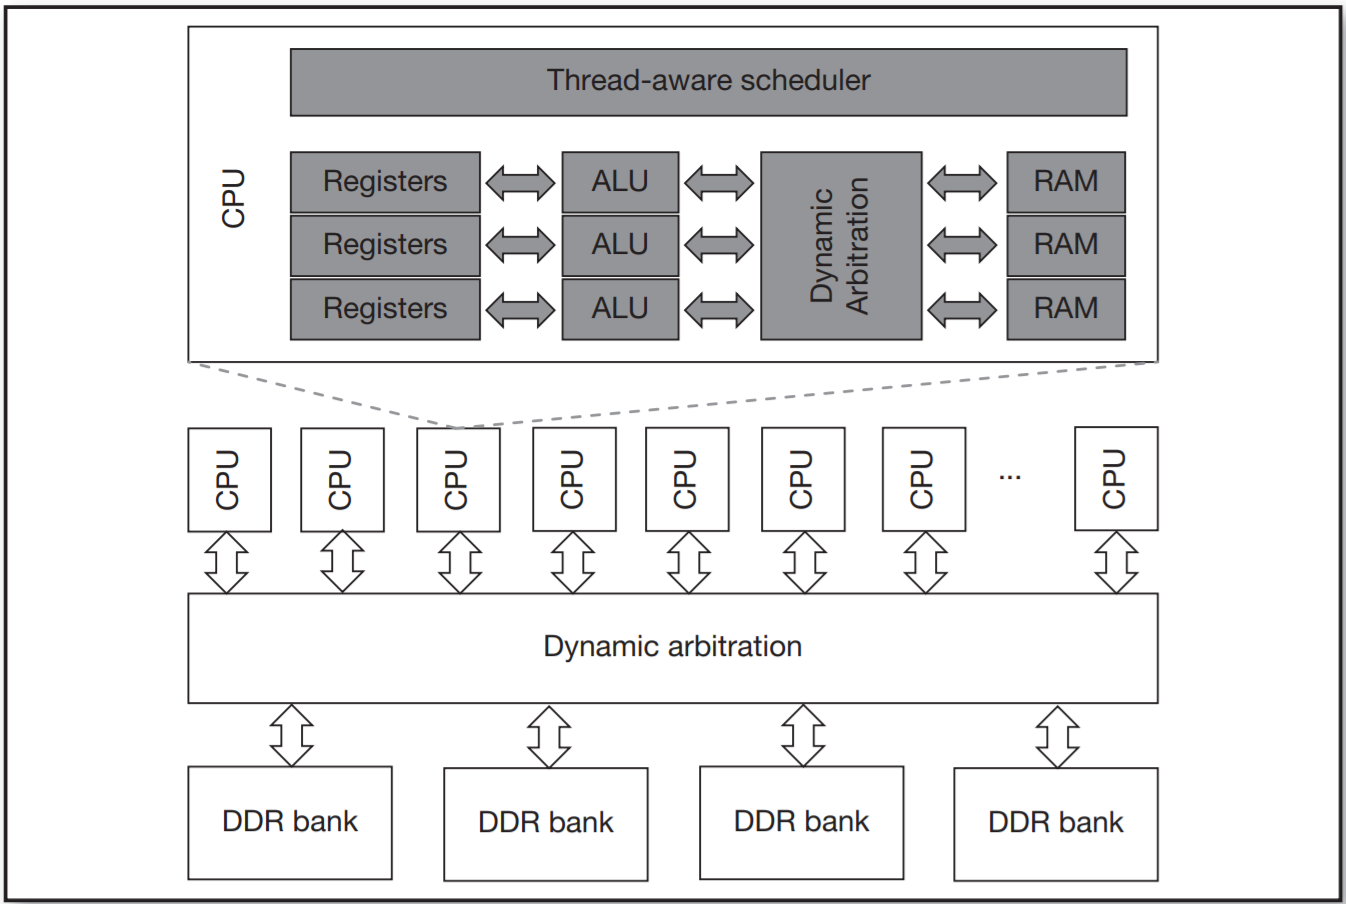 Thread-aware scheduler
CPU
Registers
ALU
Dynamic
Arbitration
RAM
Registers
ALU
RAM
Registers
ALU
RAM
CPU
CPU
CPU
CPU
CPU
CPU
CPU
...
CPU
Dynamic arbitration
DDR bank
DDR bank
DDR bank
DDR bank